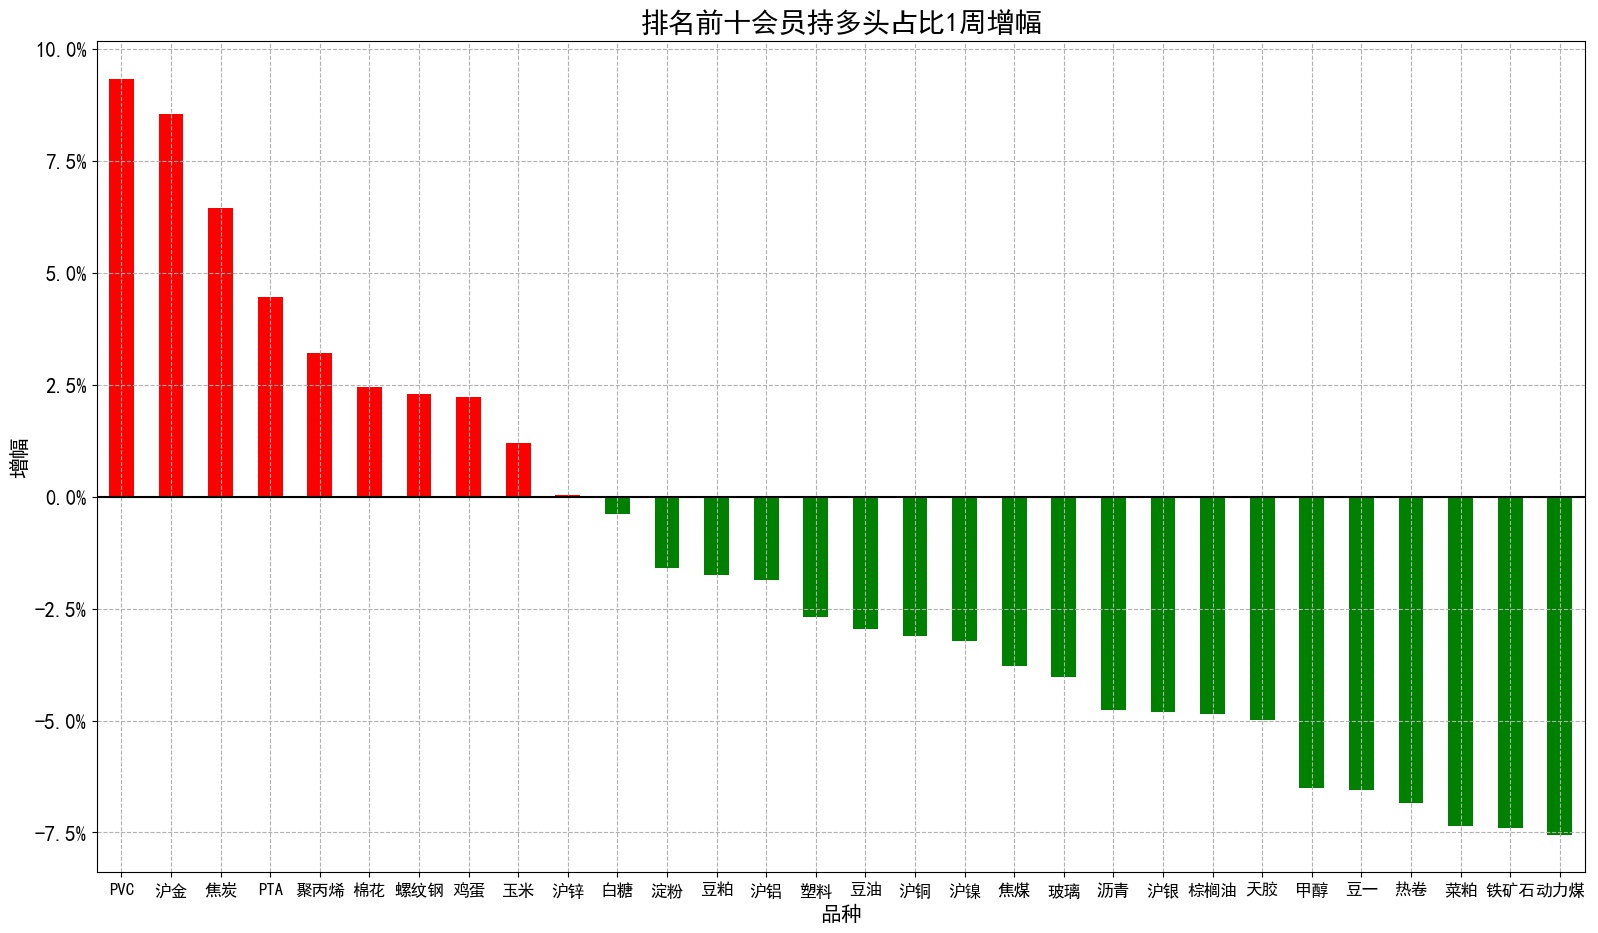 排名前十会员持多头占比1周增幅
10.0%
7.5%
5.0%
2.5%
0.0%
−2.5%
−5.0%
−7.5%
增幅
PVC 沪金 焦炭 PTA 聚丙烯 棉花 螺纹钢 鸡蛋 玉米 沪锌 白糖 淀粉 豆粕 沪铝 塑料 豆油 沪铜 沪镍 焦煤 玻璃 沥青 沪银 棕榈油 天胶 甲醇 豆一 热卷 菜粕 铁矿石 动力煤
品种